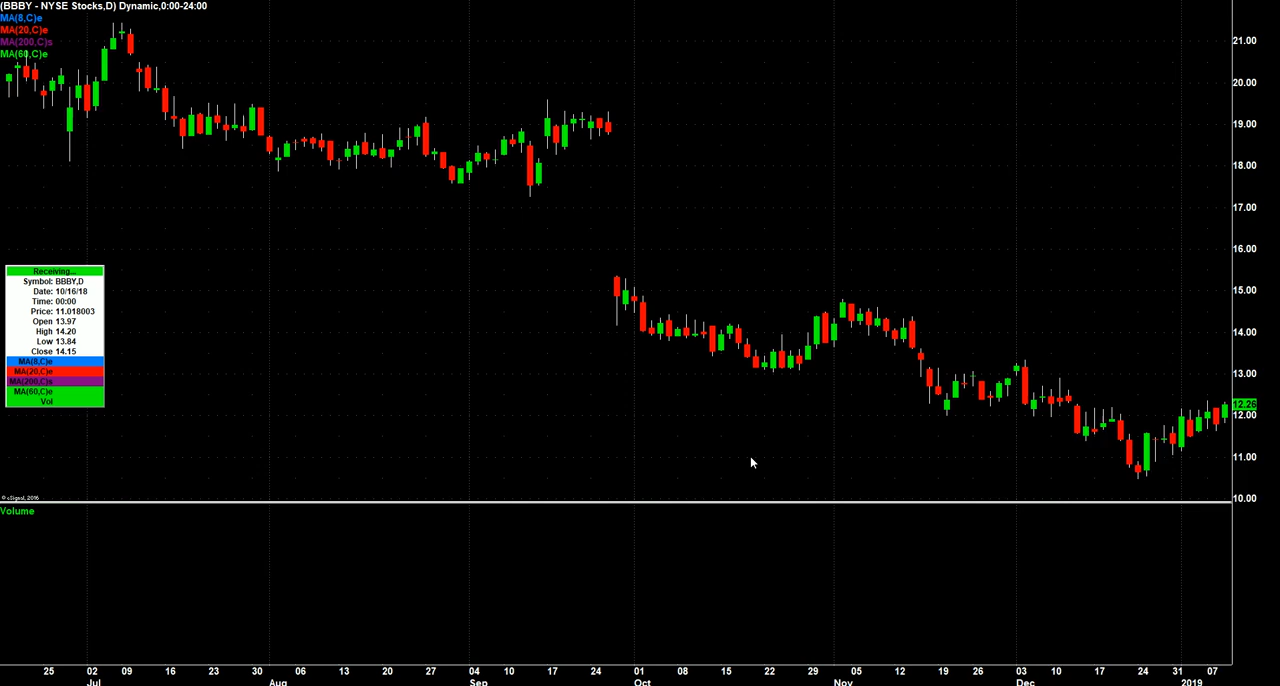 (BBBY - NYSE Stocks,D) Dynamic,0:00-24:00
MA(8,C)e
MA(20,C)e
MA(200,C)s
MA(60,C)e
21.00
20.00
19.00
18.00
17.00
16.00
15.00
14.00
13.00
12.26
12.00
11.00
10.00
Receiving...
Symbol: BBBY,D
Date: 10/16/18
Time: 00:00
Price: 11.018003
Open 13.97
High 14.20
Low 13.84
Close 14.15
MA(8,C)e
MA(20,C)e
MA(200,C)s
MA(60,C)e
Vol
© eSignal, 2016
Volume
25 02 09 16 23 30 06 13 20 27 04 10 17 24 01 08 15 22 29 05 12 19 26 03 10 17 24 31 07
Jul Aug Sep Oct Nov Dec 2019